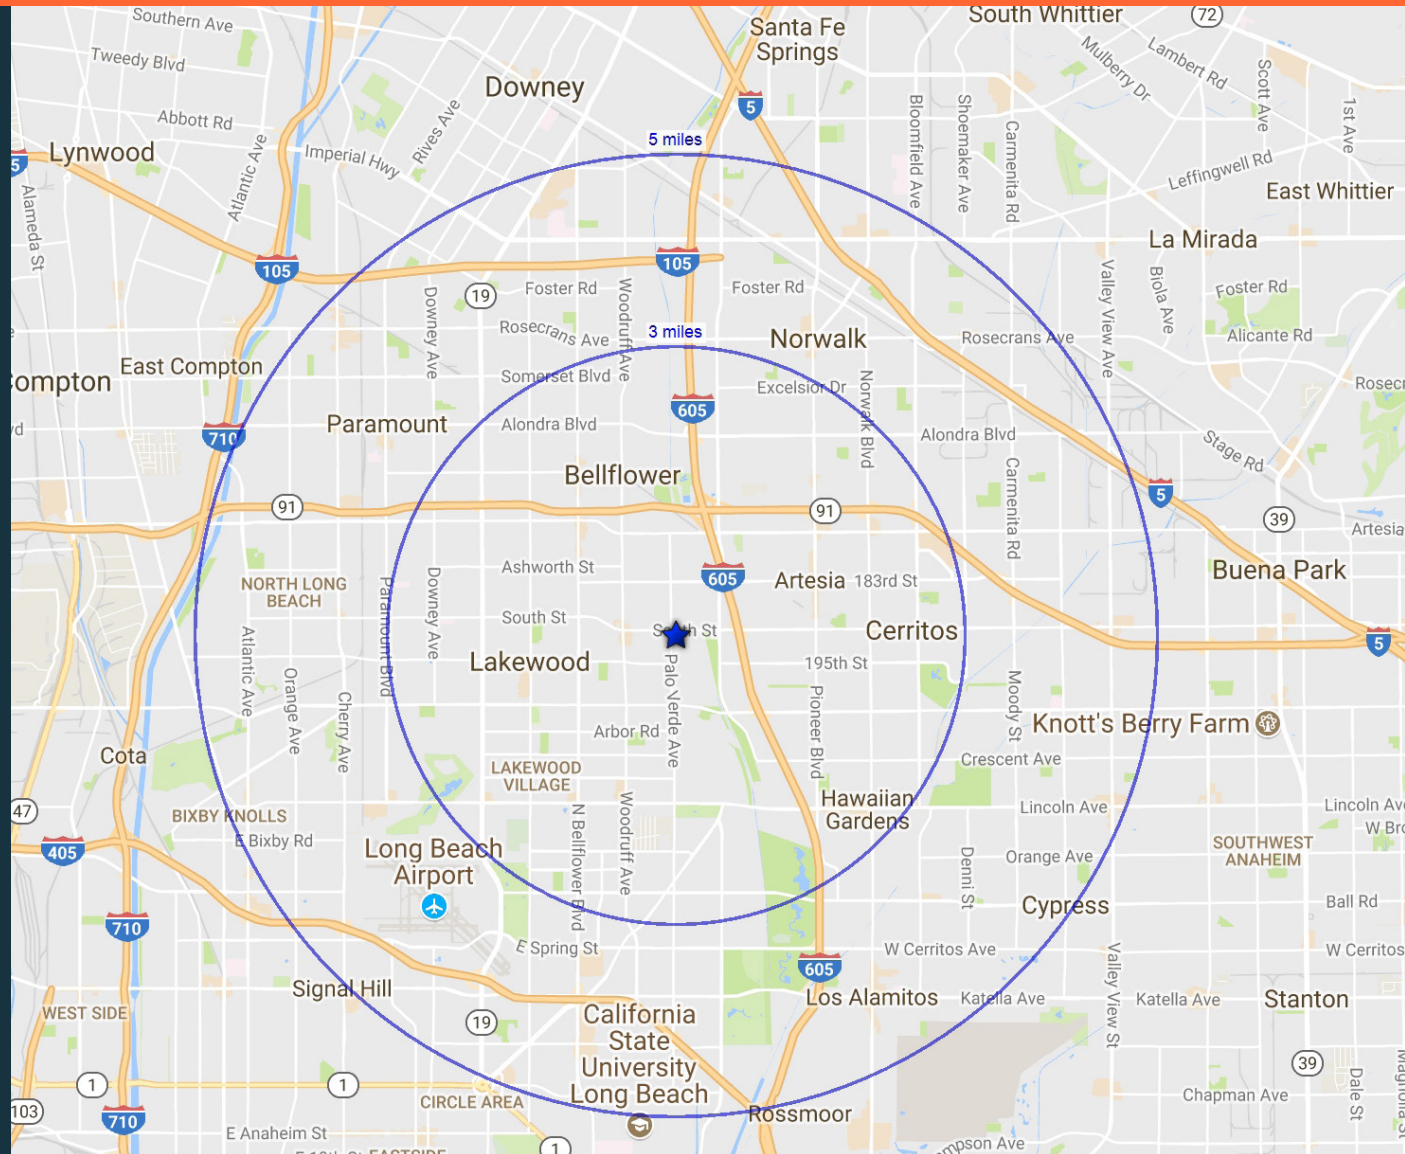 Southern Ave
Santa Fe
Springs
South Whittier
72
Tweedy Blvd
Mulberry Dr
Lambert Rd
Scott Ave
Downey
5
Abbott Rd
Rives Ave
Bloomfield Ave
Shoemaker Ave
Carmenita Rd
1st Ave
Lynwood
Atlantic Ave
Imperial Hwy
5 miles
5
Leffingwell Rd
Alameda St
East Whittier
La Mirada
105
105
19
Foster Rd
Woodruff Ave
Foster Rd
Valley View Ave
Biola Ave
Foster Rd
Downey Ave
Rosecrans Ave
3 miles
Norwalk
Rosecrans Ave
Alicante Rd
East Compton
Compton
Somerset Blvd
Excelsior Dr
Norwalk Blvd
605
Paramount
Alondra Blvd
Alondra Blvd
710
Stage Rd
Bellflower
Carmenita Rd
5
91
91
39
Artesia
Ashworth St
605
Artesia
183rd St
Buena Park
NORTH LONG
BEACH
Paramount Blvd
Downey Ave
South St
South St
Cerritos
5
Lakewood
195th St
Palo Verde Ave
Atlantic Ave
Orange Ave
Cherry Ave
Pioneer Blvd
Moody St
Arbor Rd
Knott's Berry Farm
Cota
LAKEWOOD
VILLAGE
Crescent Ave
47
BIXBY KNOLLS
N Bellflower Blvd
Woodruff Ave
Hawaiian
Gardens
Lincoln Ave
Lincoln Ave
E Bixby Rd
405
Long Beach
Airport
Denni St
Orange Ave
SOUTHWEST
ANAHEIM
Cypress
Ball Rd
710
E Spring St
W Cerritos Ave
W Cerritos
Valley View St
605
Signal Hill
Los Alamitos
Katella Ave
Katella Ave
Stanton
WEST SIDE
19
California
State
University
Long Beach
39
1
1
CIRCLE AREA
Chapman Ave
Dale St
103
710
Rossmoor
E Anaheim St
1